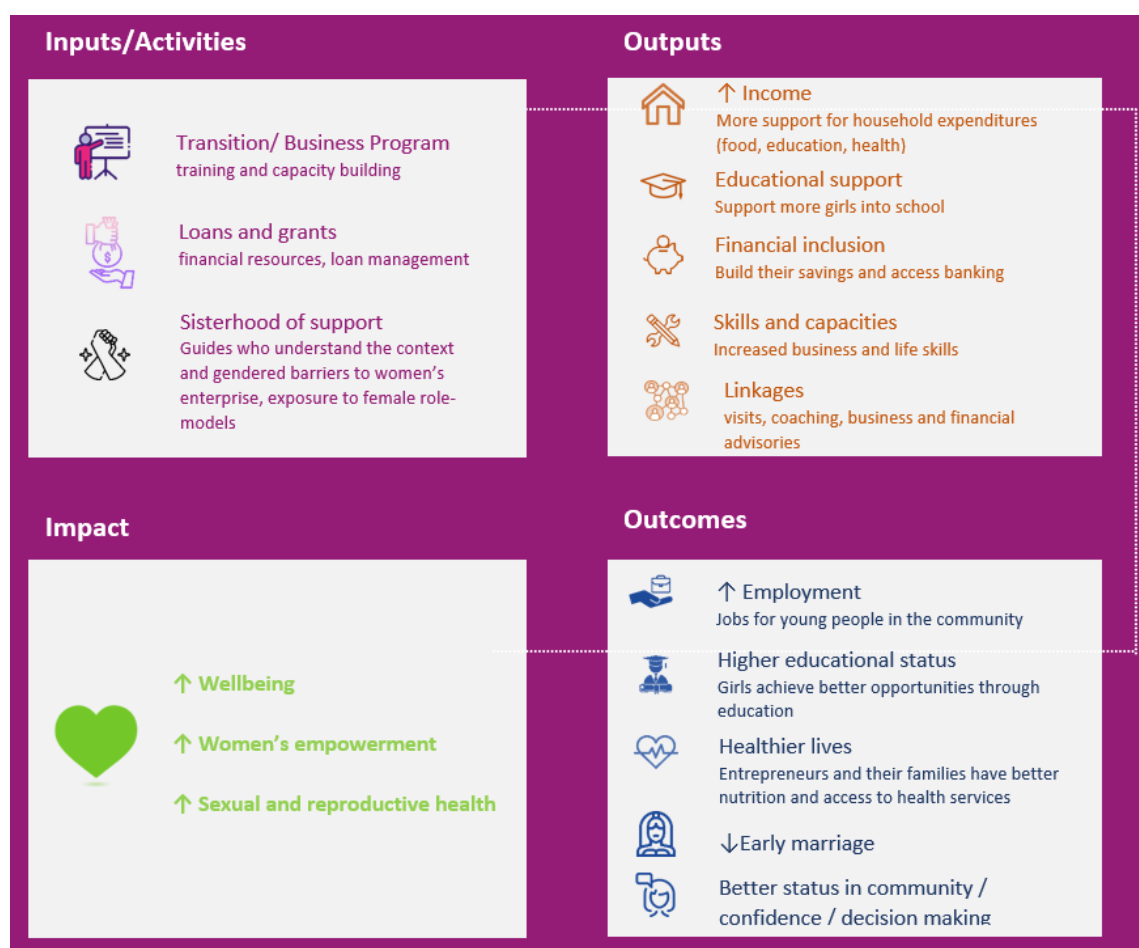 Inputs/Activities
Transition/ Business Program
training and capacity building
Loans and grants
financial resources, loan management
Sisterhood of support
Guides who understand the context
and gendered barriers to women's
enterprise, exposure to female role-
models
Outputs
↑ Income
More support for household expenditures
(food, education, health)
Educational support
Support more girls into school
Financial inclusion
Build their savings and access banking
Skills and capacities
Increased business and life skills
Linkages
visits, coaching, business and financial
advisories
Impact
↑ Wellbeing
↑ Women's empowerment
↑ Sexual and reproductive health
Outcomes
↑ Employment
Jobs for young people in the community
Higher educational status
Girls achieve better opportunities through
education
Healthier lives
Entrepreneurs and their families have better
nutrition and access to health services
↓Early marriage
Better status in community /
confidence / decision making